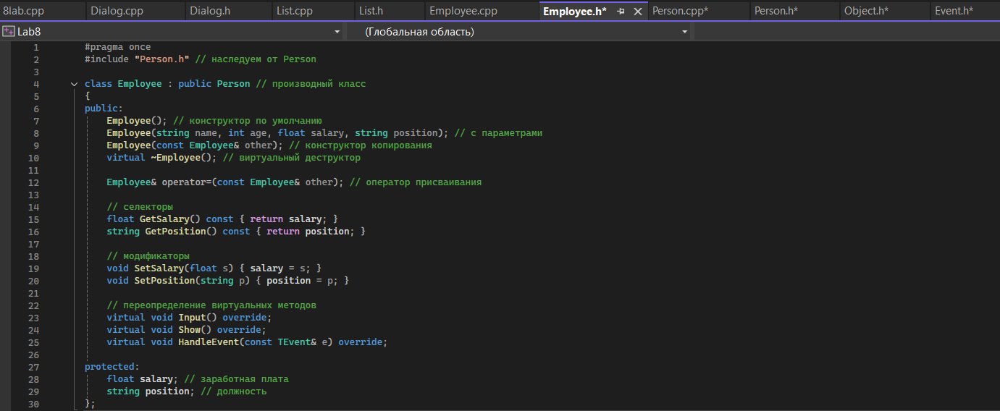 8lab.cpp Dialog.cpp Dialog.h List.cpp List.h Employee.cpp Employee.h* Person.cpp* Person.h* Object.h* Event.h*
Lab8 (Глобальная область)
1 #pragma once
2 #include "Person.h" // наследуем от Person
3
4 class Employee : public Person // производный класс
5 {
6 public:
7 Employee(); // конструктор по умолчанию
8 Employee(string name, int age, float salary, string position); // с параметрами
9 Employee(const Employee& other); // конструктор копирования
10 virtual ~Employee(); // виртуальный деструктор
11
12 Employee& operator=(const Employee& other); // оператор присваивания
13
14 // селекторы
15 float GetSalary() const { return salary; }
16 string GetPosition() const { return position; }
17
18 // модификаторы
19 void SetSalary(float s) { salary = s; }
20 void SetPosition(string p) { position = p; }
21
22 // переопределение виртуальных методов
23 virtual void Input() override;
24 virtual void Show() override;
25 virtual void HandleEvent(const TEvent& e) override;
26
27 protected:
28 float salary; // заработная плата
29 string position; // должность
30 };